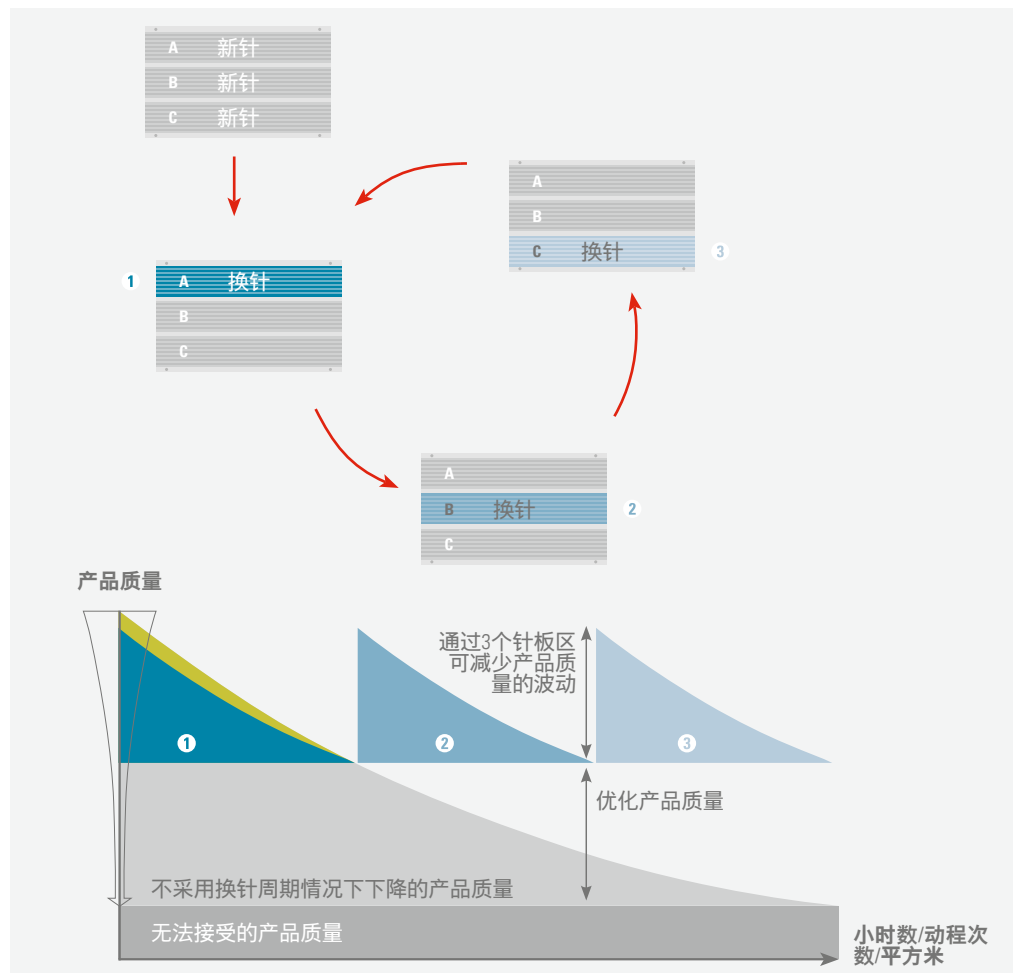 A 新针
B 新针
C 新针
A
B
C 换针
3
1
A 换针
B
C
A
B 换针
2
C
产品质量
通过3个针板区
可减少产品质
量的波动
1
2
3
优化产品质量
不采用换针周期情况下下降的产品质量
无法接受的产品质量
小时数/动程次
数/平方米